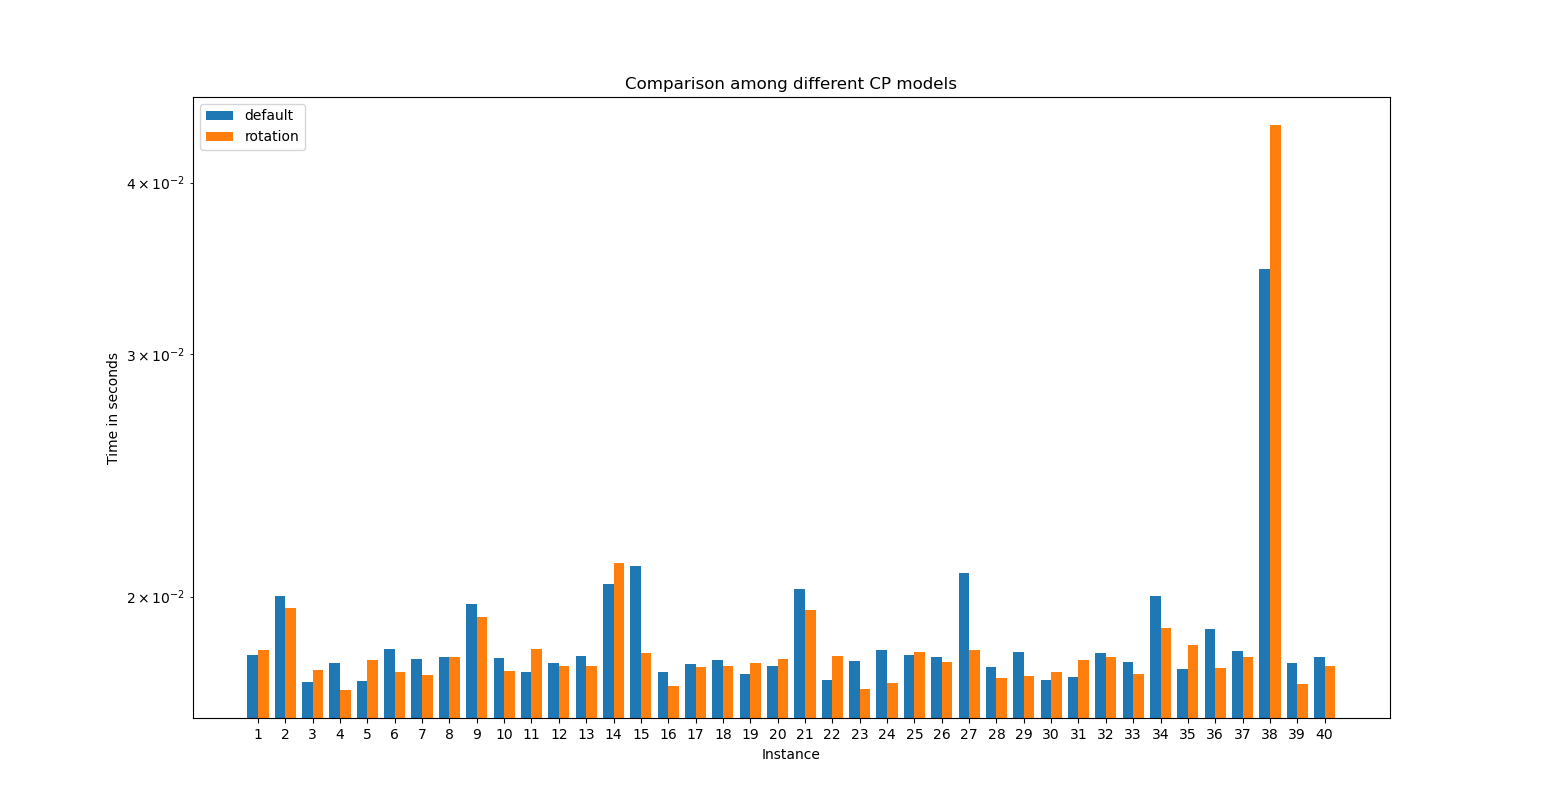 Comparison among different CP models
default
rotation
4 × 10⁻²
3 × 10⁻²
2 × 10⁻²
Time in seconds
1 2 3 4 5 6 7 8 9 10 11 12 13 14 15 16 17 18 19 20 21 22 23 24 25 26 27 28 29 30 31 32 33 34 35 36 37 38 39 40
Instance